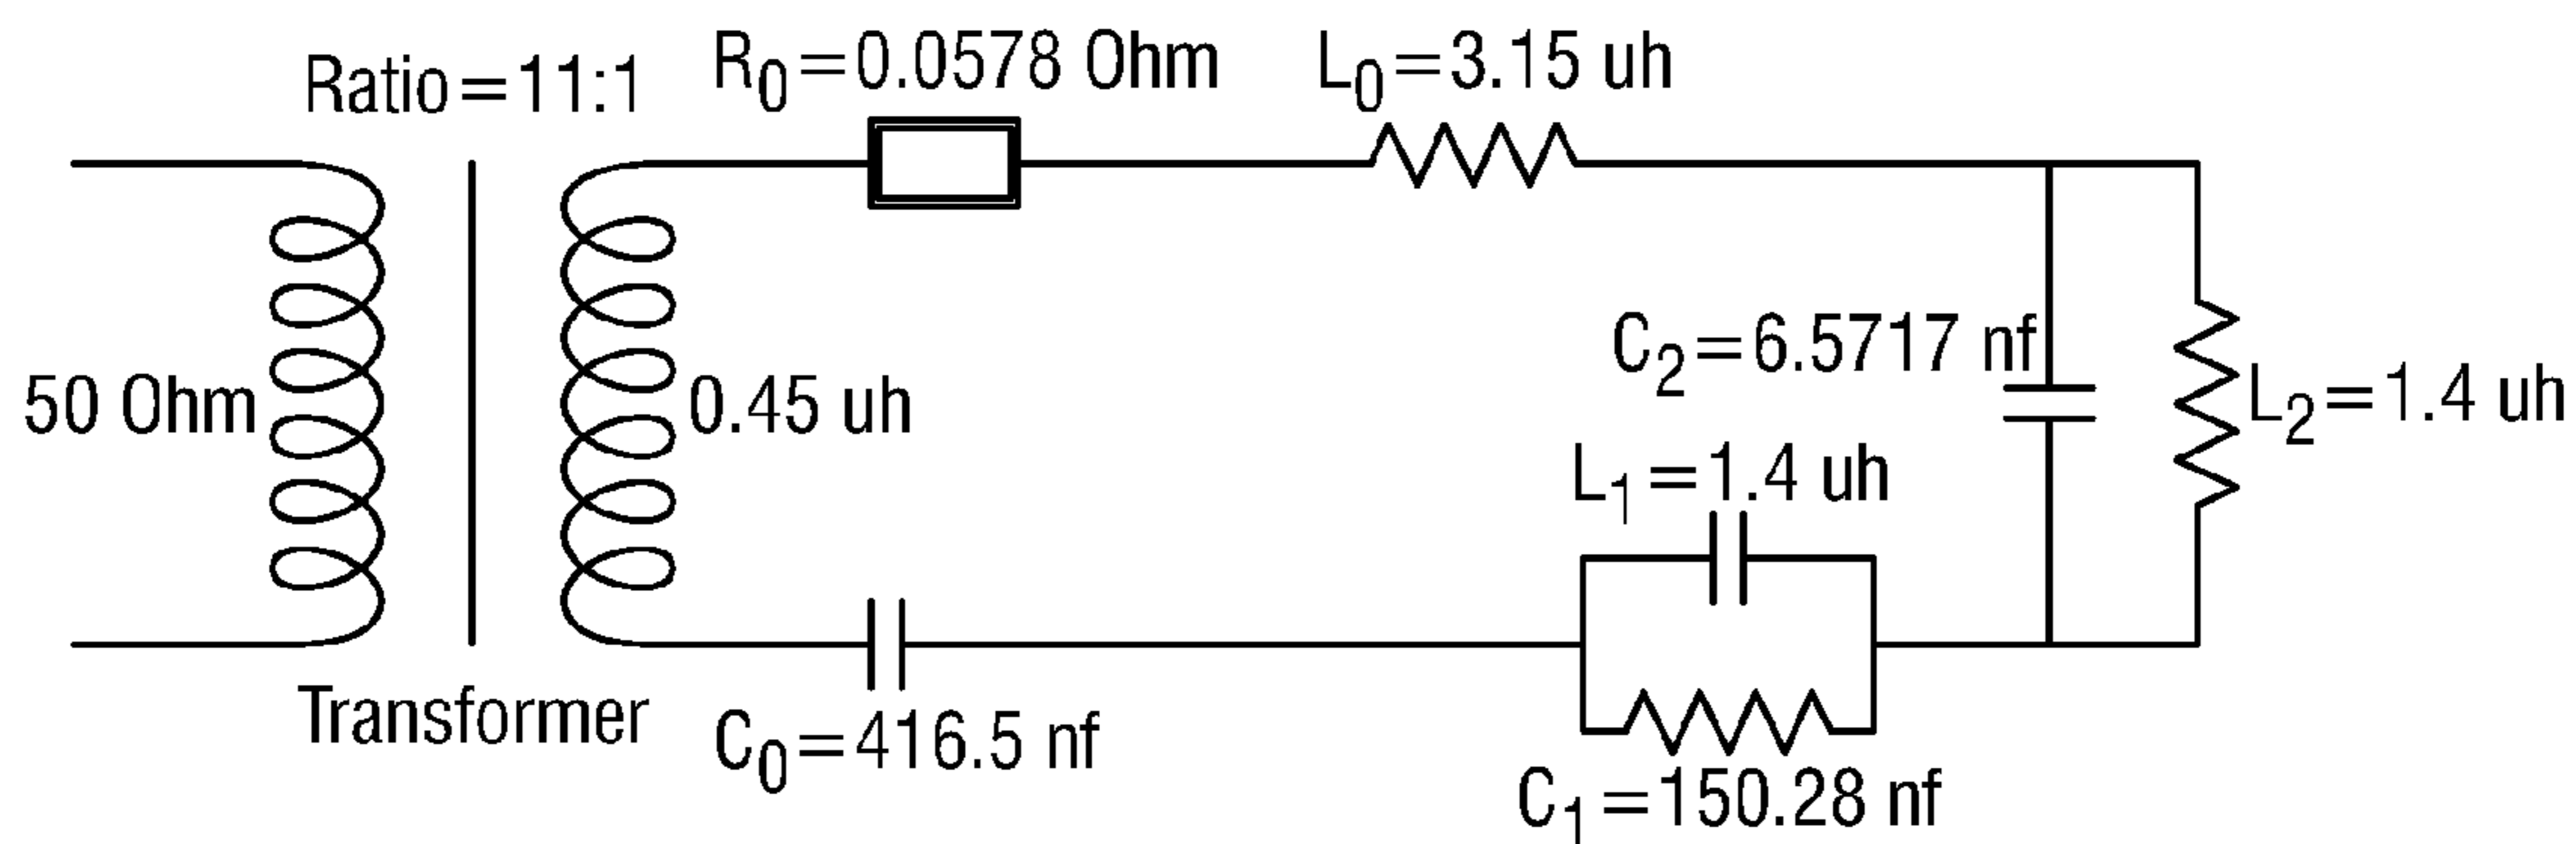 Ratio=11:1
R0=0.0578 Ohm
L0=3.15 uh
50 Ohm
0.45 uh
C2=6.5717 nf
L2=1.4 uh
L1=1.4 uh
Transformer
C0=416.5 nf
C1=150.28 nf